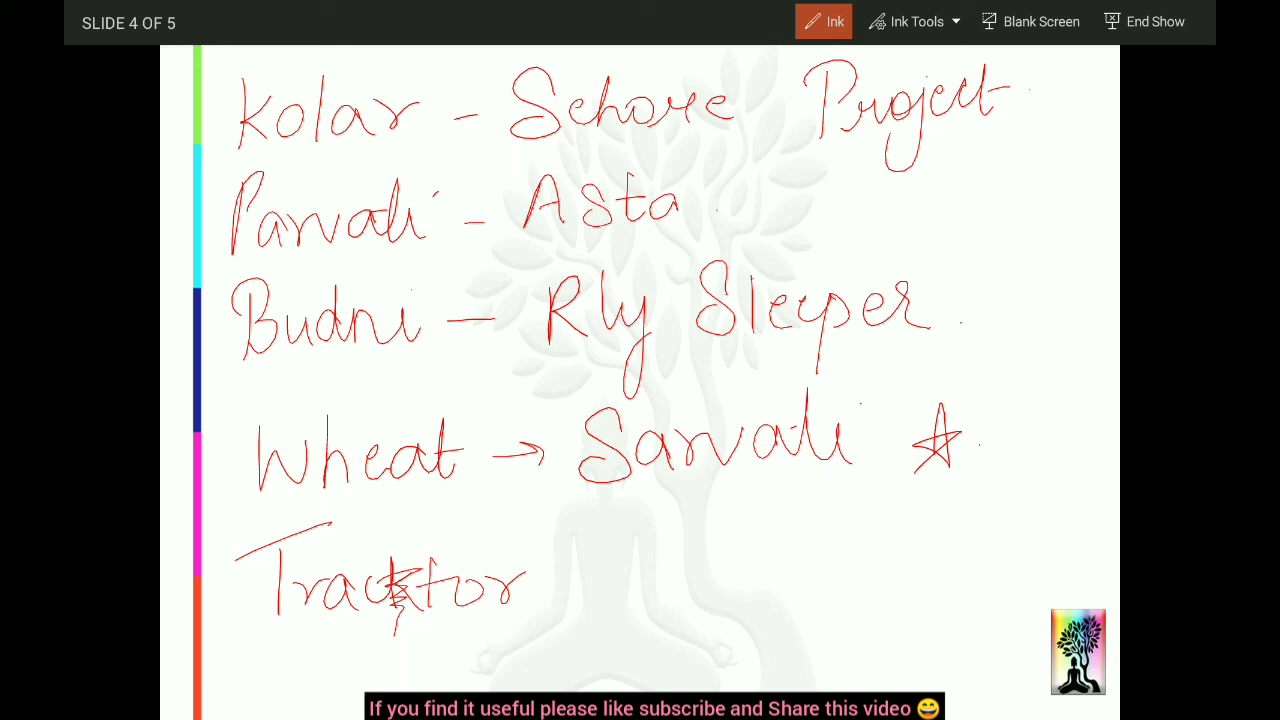 SLIDE 4 OF 5
Ink
Ink Tools
Blank Screen
End Show
Kolar - Sehore Project
Parvati - Asta
Budni - Rly Sleeper
Wheat → Sarvati ☆
Tractor
If you find it useful please like subscribe and Share this video 😄